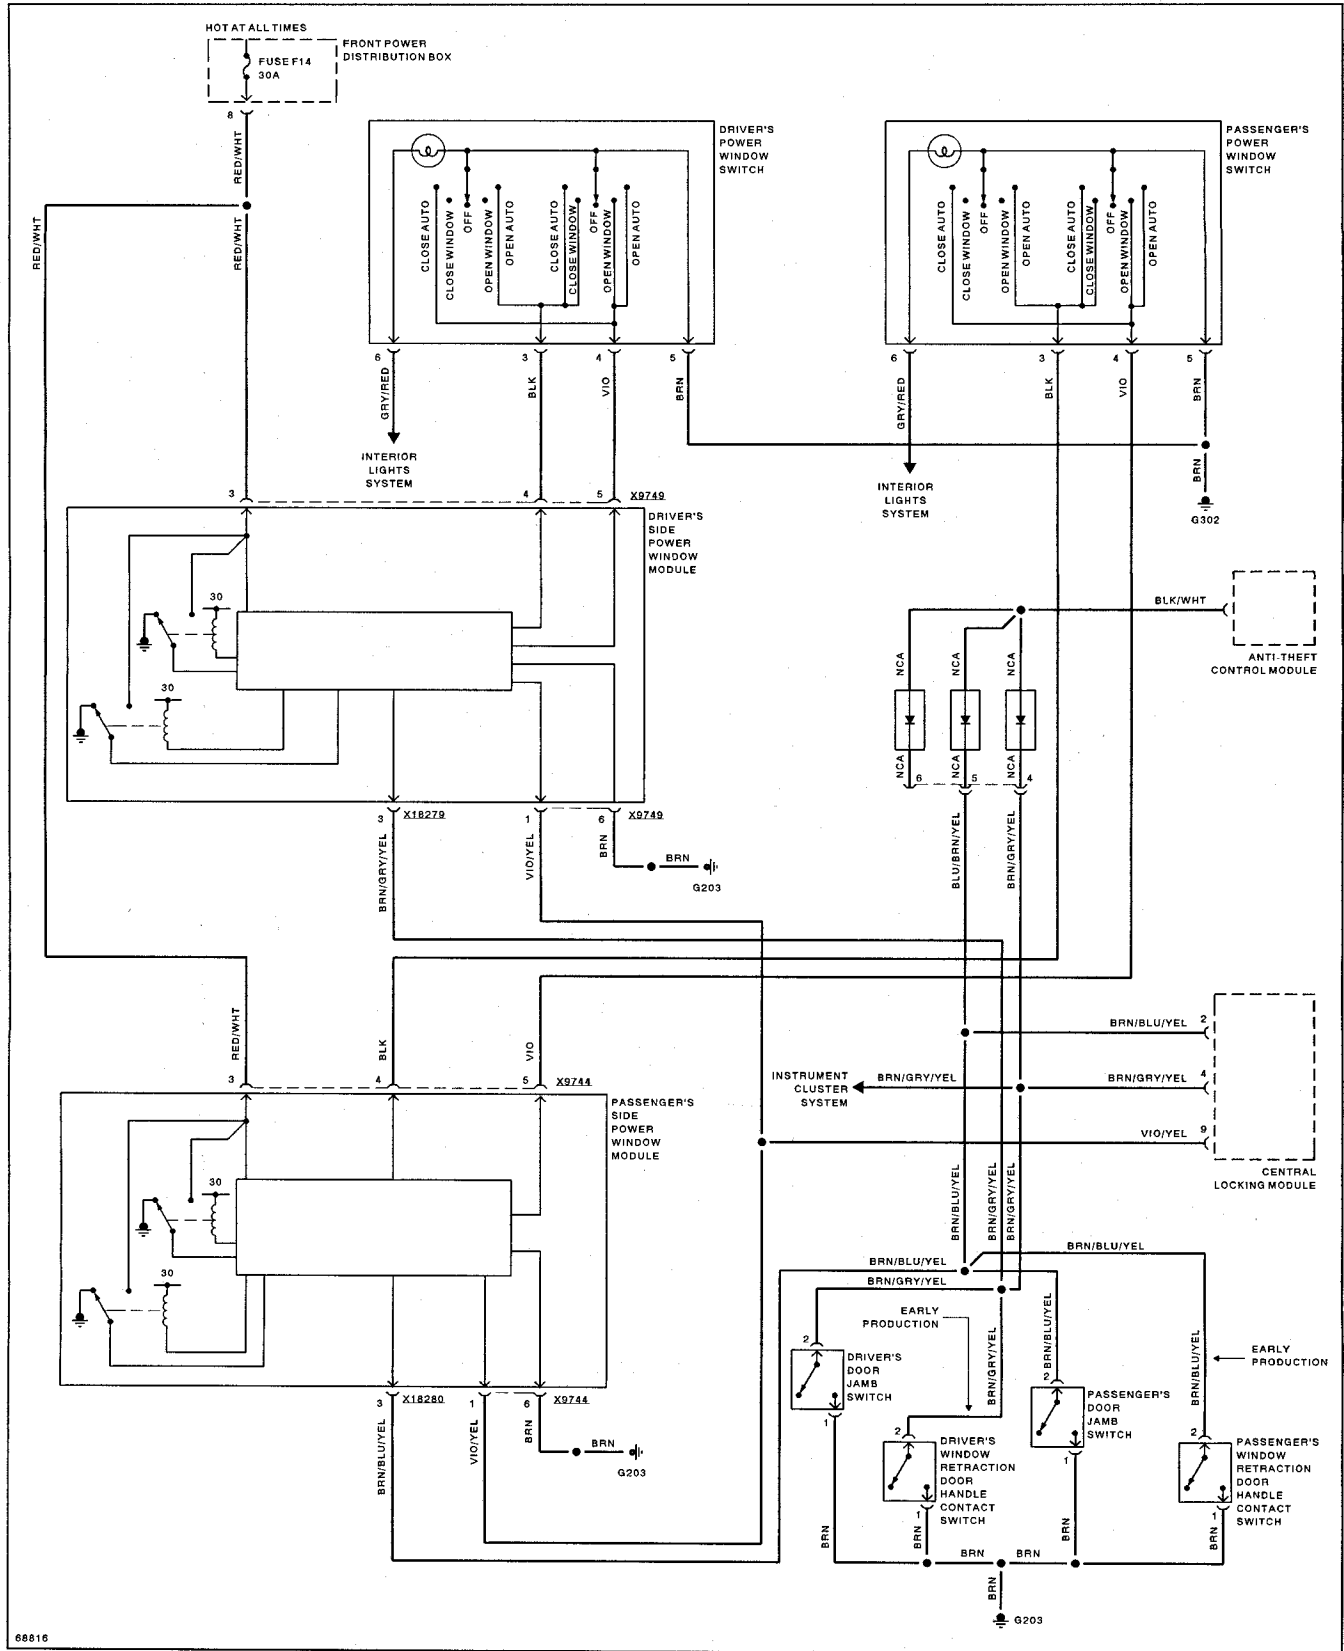 HOT AT ALL TIMES
FRONT POWER
DISTRIBUTION BOX
FUSE F14
30A
8
RED/WHT
RED/WHT
RED/WHT
DRIVER'S
POWER
WINDOW
SWITCH
CLOSE AUTO
CLOSE WINDOW
OFF
OPEN WINDOW
OPEN AUTO
CLOSE AUTO
CLOSE WINDOW
OFF
OPEN WINDOW
OPEN AUTO
6
3
4
5
GRY/RED
BLK
VIO
BRN
INTERIOR
LIGHTS
SYSTEM
PASSENGER'S
POWER
WINDOW
SWITCH
CLOSE AUTO
CLOSE WINDOW
OFF
OPEN WINDOW
OPEN AUTO
CLOSE AUTO
CLOSE WINDOW
OFF
OPEN WINDOW
OPEN AUTO
6
3
4
5
GRY/RED
BLK
VIO
BRN
INTERIOR
LIGHTS
SYSTEM
BRN
G302
3
4
5
X9749
DRIVER'S
SIDE
POWER
WINDOW
MODULE
30
30
3
X18279
1
6
X9749
BRN/GRY/YEL
VIO/YEL
BRN
BRN
G203
BLK/WHT
ANTI-THEFT
CONTROL MODULE
NCA
NCA
NCA
NCA
NCA
NCA
6
5
4
BLU/BRN/YEL
BRN/GRY/YEL
RED/WHT
BLK
VIO
3
4
5
X9744
PASSENGER'S
SIDE
POWER
WINDOW
MODULE
30
30
3
X18280
1
6
X9744
BRN/BLU/YEL
VIO/YEL
BRN
BRN
G203
BRN/BLU/YEL
2
INSTRUMENT
CLUSTER
SYSTEM
BRN/GRY/YEL
BRN/GRY/YEL
4
VIO/YEL
9
CENTRAL
LOCKING MODULE
BRN/BLU/YEL
BRN/GRY/YEL
BRN/GRY/YEL
BRN/BLU/YEL
BRN/BLU/YEL
BRN/GRY/YEL
EARLY
PRODUCTION
BRN/GRY/YEL
BRN/BLU/YEL
BRN/BLU/YEL
EARLY
PRODUCTION
2
DRIVER'S
DOOR
JAMB
SWITCH
1
2
DRIVER'S
WINDOW
RETRACTION
DOOR
HANDLE
CONTACT
SWITCH
1
2
PASSENGER'S
DOOR
JAMB
SWITCH
1
2
PASSENGER'S
WINDOW
RETRACTION
DOOR
HANDLE
CONTACT
SWITCH
1
BRN
BRN
BRN
BRN
BRN
BRN
BRN
G203
68816